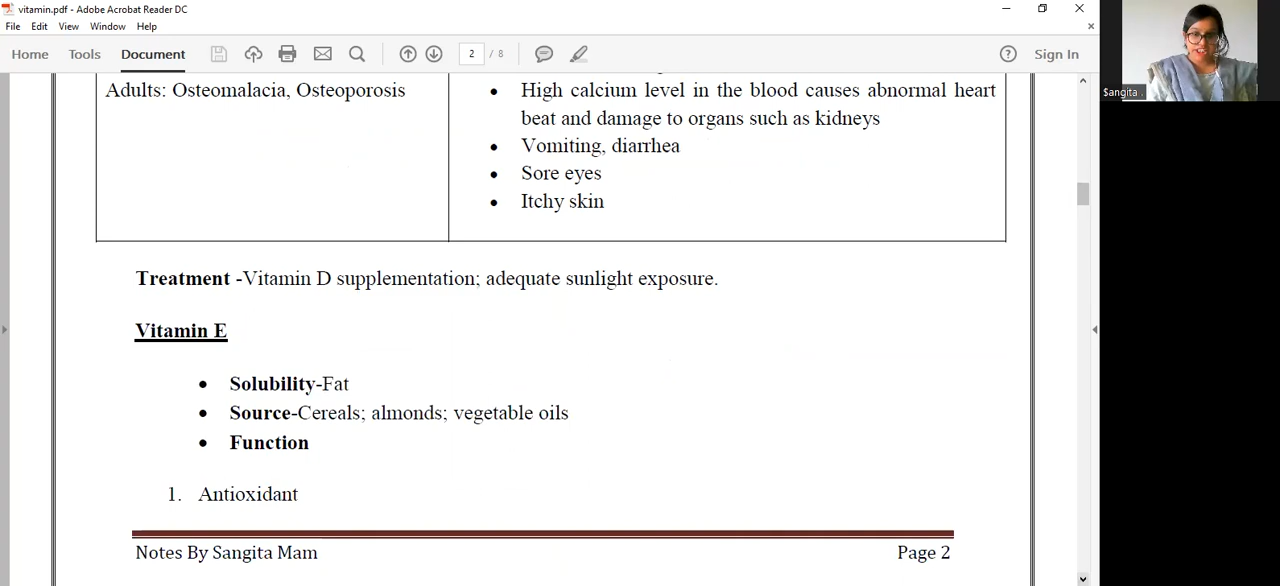 vitamin.pdf - Adobe Acrobat Reader DC
File Edit View Window Help
Home Tools Document 2 / 8 Sign In
Adults: Osteomalacia, Osteoporosis
• High calcium level in the blood causes abnormal heart
beat and damage to organs such as kidneys
• Vomiting, diarrhea
• Sore eyes
• Itchy skin
Treatment -Vitamin D supplementation; adequate sunlight exposure.
Vitamin E
• Solubility-Fat
• Source-Cereals; almonds; vegetable oils
• Function
1. Antioxidant
Notes By Sangita Mam Page 2
Sangita .